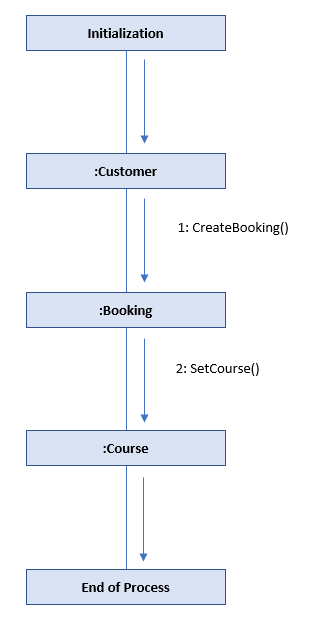 Initialization
:Customer
1: CreateBooking()
:Booking
2: SetCourse()
:Course
End of Process